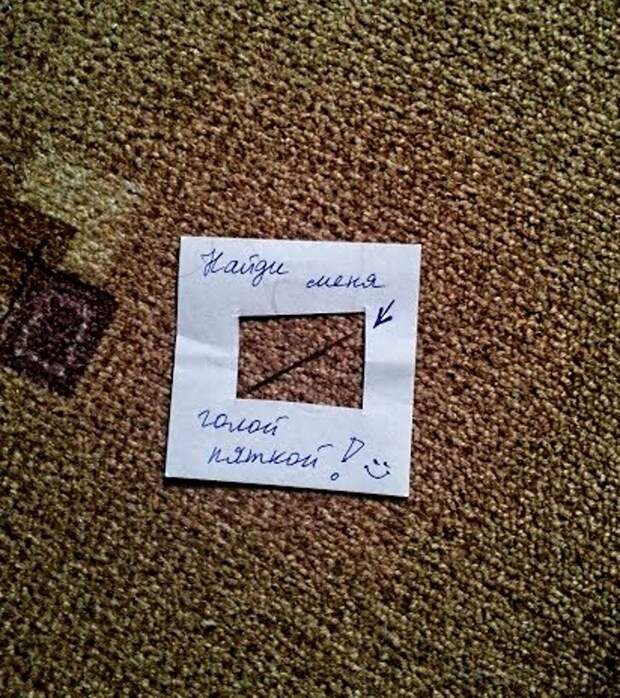 Найди меня
голой
пяткой!